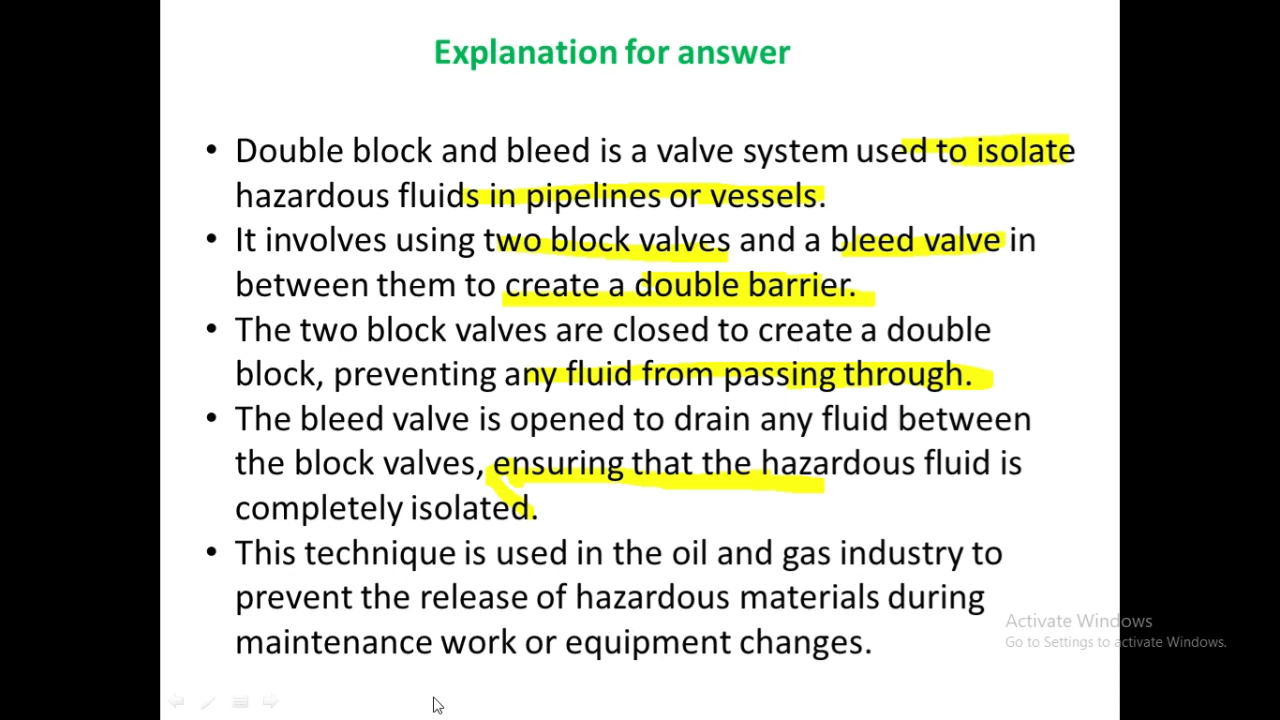 Explanation for answer
• Double block and bleed is a valve system used to isolate
hazardous fluids in pipelines or vessels.
• It involves using two block valves and a bleed valve in
between them to create a double barrier.
• The two block valves are closed to create a double
block, preventing any fluid from passing through.
• The bleed valve is opened to drain any fluid between
the block valves, ensuring that the hazardous fluid is
completely isolated.
• This technique is used in the oil and gas industry to
prevent the release of hazardous materials during
maintenance work or equipment changes.
Activate Windows
Go to Settings to activate Windows.